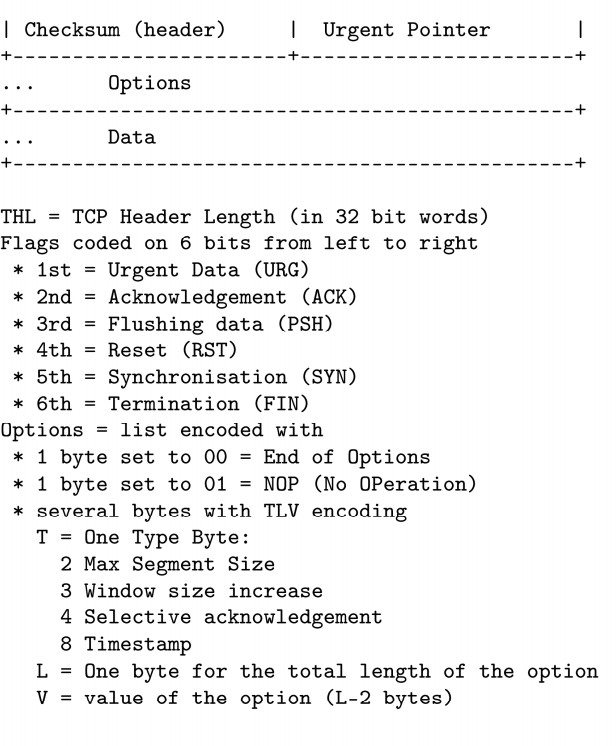 | Checksum (header)     |  Urgent Pointer       |
+-----------------------+-----------------------+
...      Options
+-----------------------------------------------+
...      Data
+-----------------------------------------------+
THL = TCP Header Length (in 32 bit words)
Flags coded on 6 bits from left to right
 * 1st = Urgent Data (URG)
 * 2nd = Acknowledgement (ACK)
 * 3rd = Flushing data (PSH)
 * 4th = Reset (RST)
 * 5th = Synchronisation (SYN)
 * 6th = Termination (FIN)
Options = list encoded with
 * 1 byte set to 00 = End of Options
 * 1 byte set to 01 = NOP (No OPeration)
 * several bytes with TLV encoding
   T = One Type Byte:
     2 Max Segment Size
     3 Window size increase
     4 Selective acknowledgement
     8 Timestamp
   L = One byte for the total length of the option
   V = value of the option (L-2 bytes)